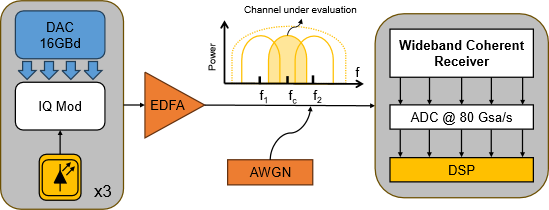 DAC
16GBd
IQ Mod
x3
EDFA
Channel under evaluation
Power
f
f₁
f꜀
f₂
AWGN
Wideband Coherent
Receiver
ADC @ 80 Gsa/s
DSP